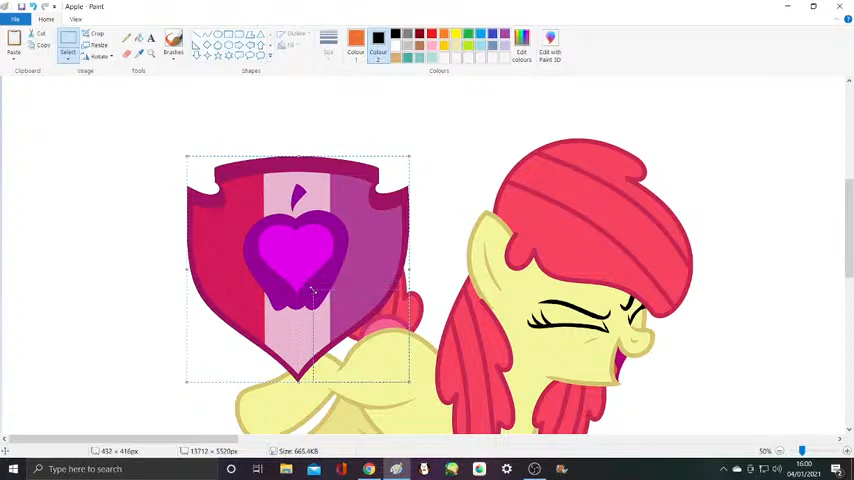 Apple - Paint
File
Home
View
Paste
Cut
Copy
Clipboard
Select
Crop
Resize
Rotate
Image
A
Tools
Brushes
Outline
Fill
Shapes
Size
Colour 1
Colour 2
Edit colours
Edit with Paint 3D
Colours
432 × 416px
13712 × 5520px
Size: 665.4KB
50%
Type here to search
16:00
04/01/2021